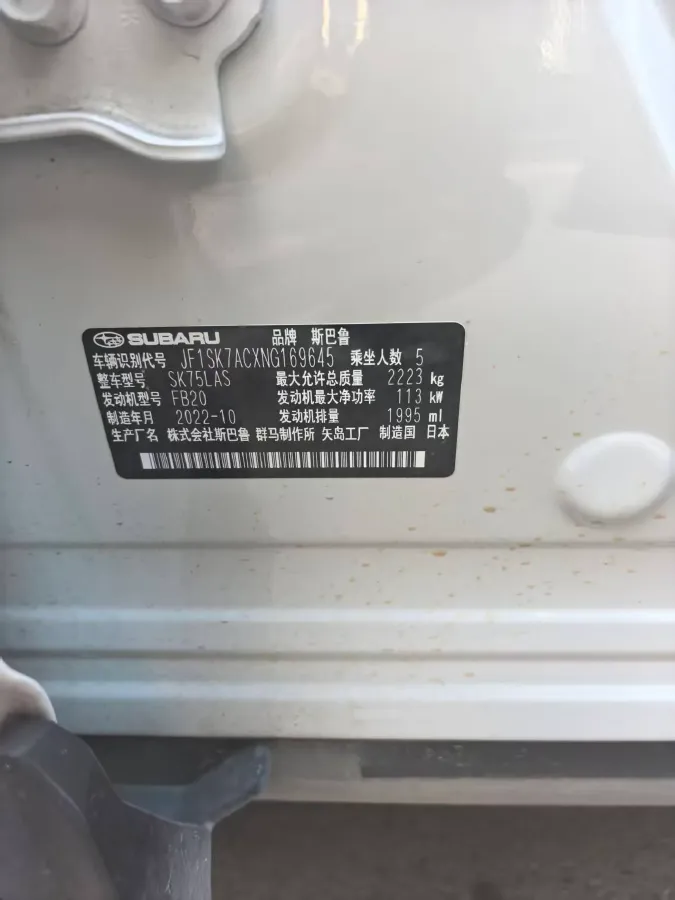 SUBARU 品牌 斯巴鲁
车辆识别代号 JF1SK7ACXNG169645 乘坐人数 5
整车型号 SK75LAS 最大允许总质量 2223 kg
发动机型号 FB20 发动机最大净功率 113 kW
制造年月 2022-10 发动机排量 1995 ml
生产厂名 株式会社斯巴鲁 群马制作所 矢岛工厂 制造国 日本